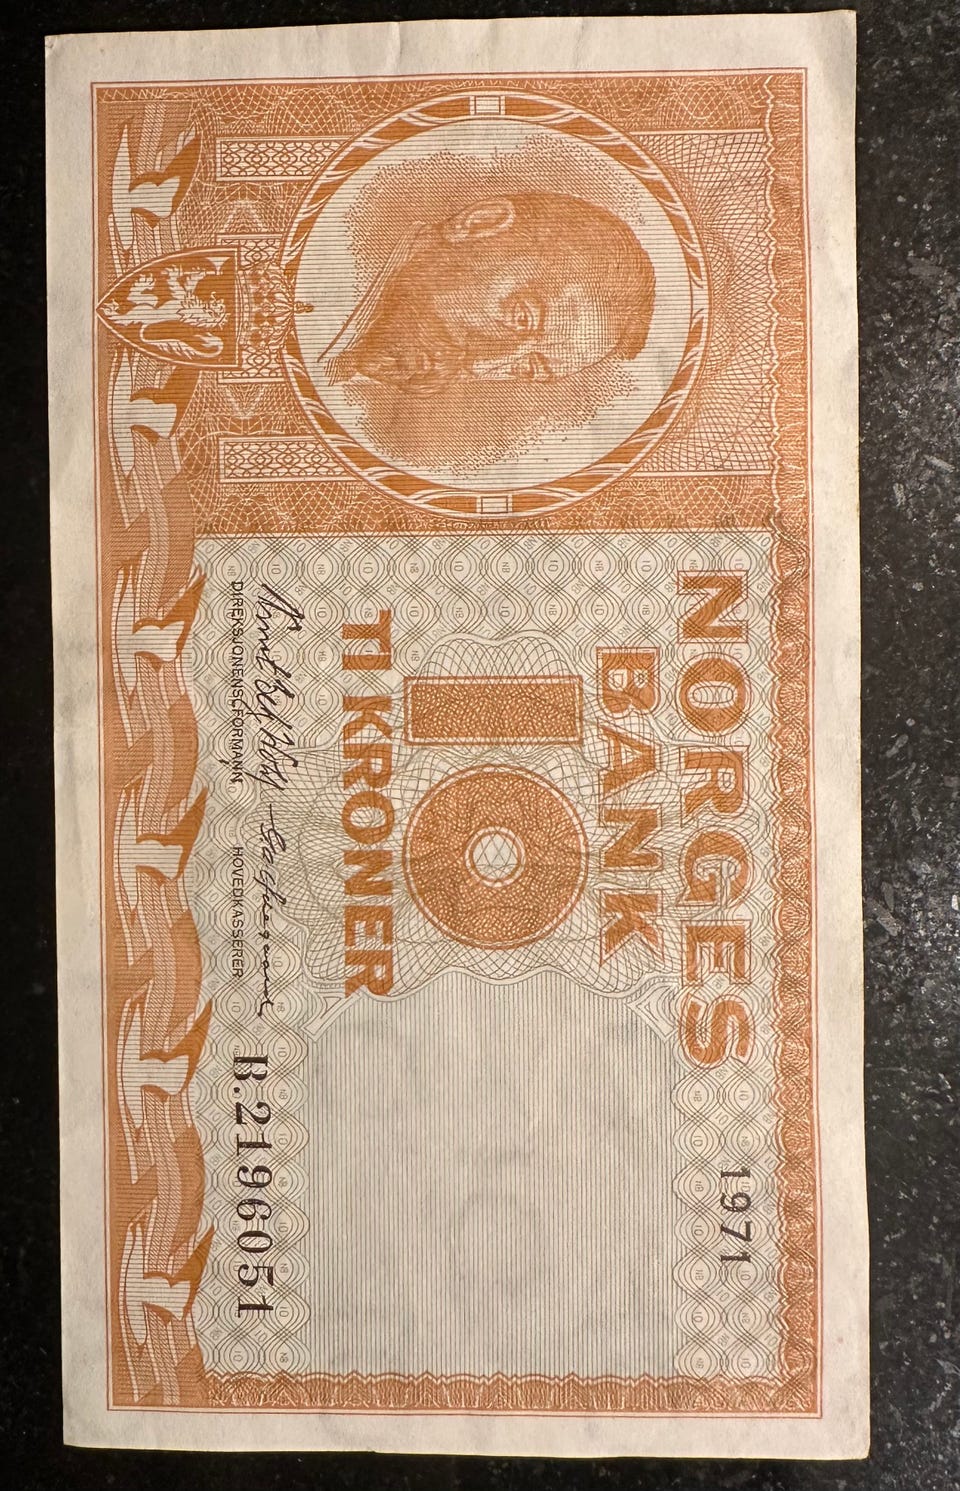 NORGES
1971
BANK
10
TI KRONER
DIREKSJONENS FORMANN
HOVEDKASSERER
B.2196051